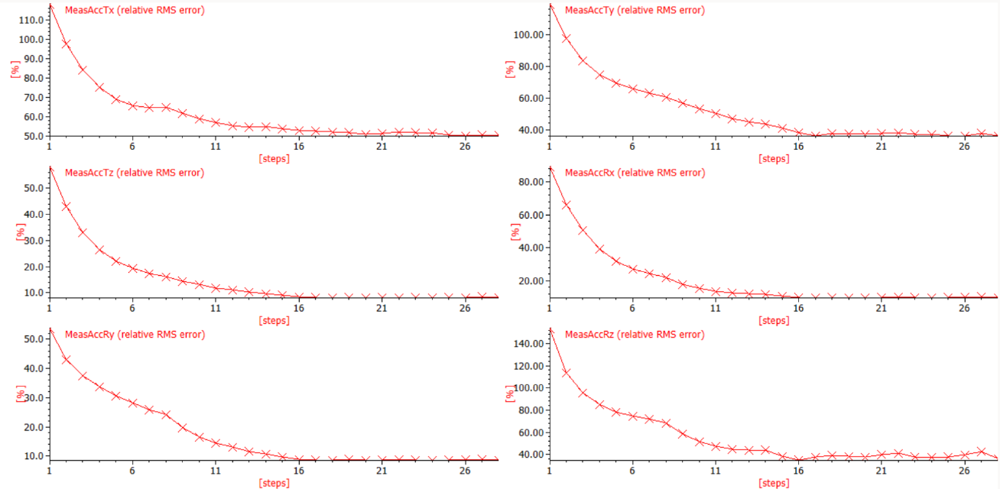 MeasAccTx (relative RMS error)
[%]
110.0
100.0
90.0
80.0
70.0
60.0
50.0
1 6 11 16 21 26
[steps]
MeasAccTy (relative RMS error)
[%]
100.00
80.00
60.00
40.00
1 6 11 16 21 26
[steps]
MeasAccTz (relative RMS error)
[%]
50.0
40.0
30.0
20.0
10.0
1 6 11 16 21 26
[steps]
MeasAccRx (relative RMS error)
[%]
80.00
60.00
40.00
20.00
1 6 11 16 21 26
[steps]
MeasAccRy (relative RMS error)
[%]
50.0
40.0
30.0
20.0
10.0
1 6 11 16 21 26
[steps]
MeasAccRz (relative RMS error)
[%]
140.00
120.00
100.00
80.00
60.00
40.00
1 6 11 16 21 26
[steps]